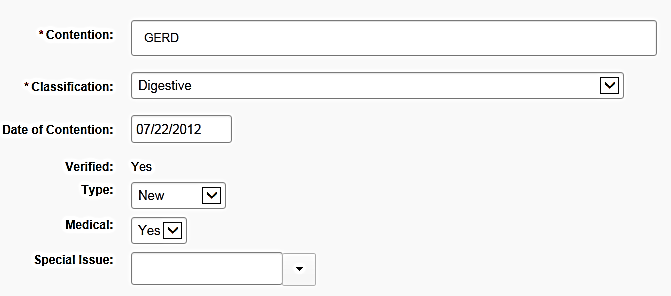 * Contention: GERD
* Classification: Digestive
Date of Contention: 07/22/2012
Verified: Yes
Type: New
Medical: Yes
Special Issue: